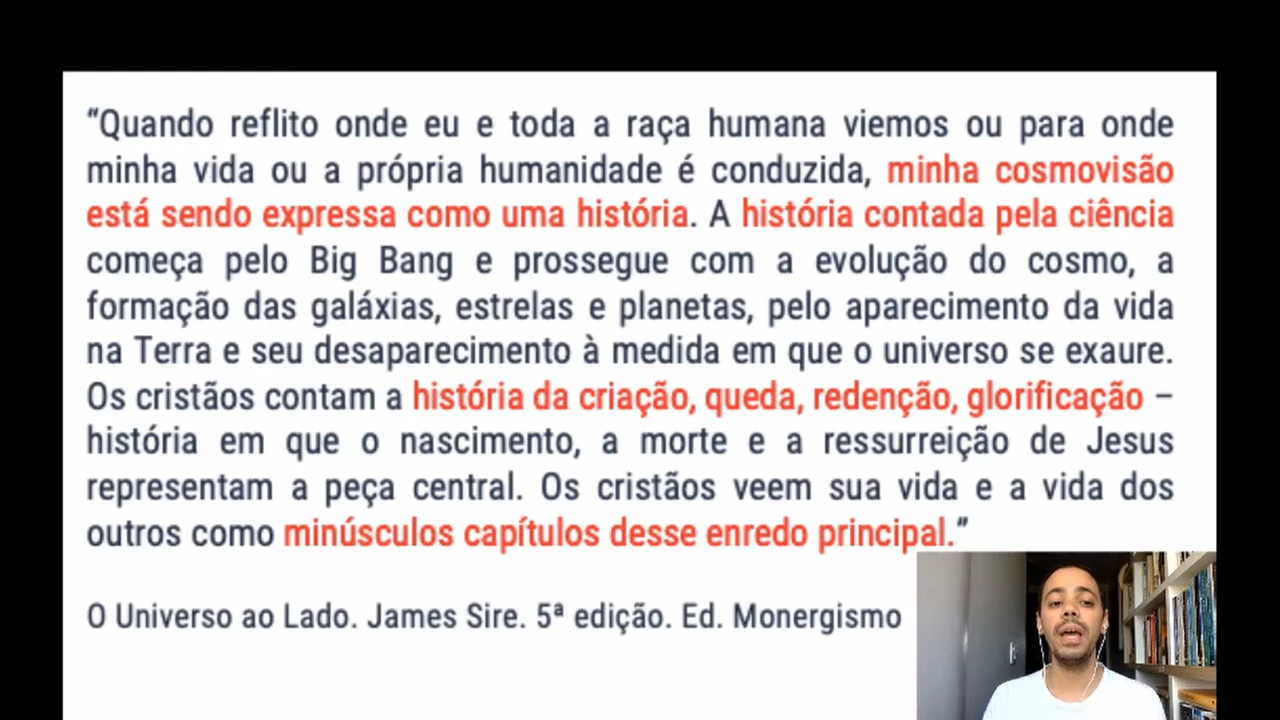 “Quando reflito onde eu e toda a raça humana viemos ou para onde
minha vida ou a própria humanidade é conduzida, minha cosmovisão
está sendo expressa como uma história. A história contada pela ciência
começa pelo Big Bang e prossegue com a evolução do cosmo, a
formação das galáxias, estrelas e planetas, pelo aparecimento da vida
na Terra e seu desaparecimento à medida em que o universo se exaure.
Os cristãos contam a história da criação, queda, redenção, glorificação –
história em que o nascimento, a morte e a ressurreição de Jesus
representam a peça central. Os cristãos veem sua vida e a vida dos
outros como minúsculos capítulos desse enredo principal.”
O Universo ao Lado. James Sire. 5ª edição. Ed. Monergismo